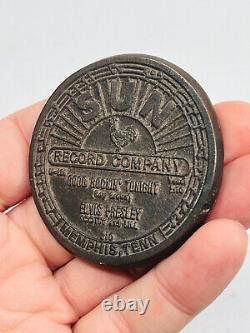 SUN
RECORD COMPANY
GOOD ROCKIN' TONIGHT
ELVIS PRESLEY
MEMPHIS, TENN